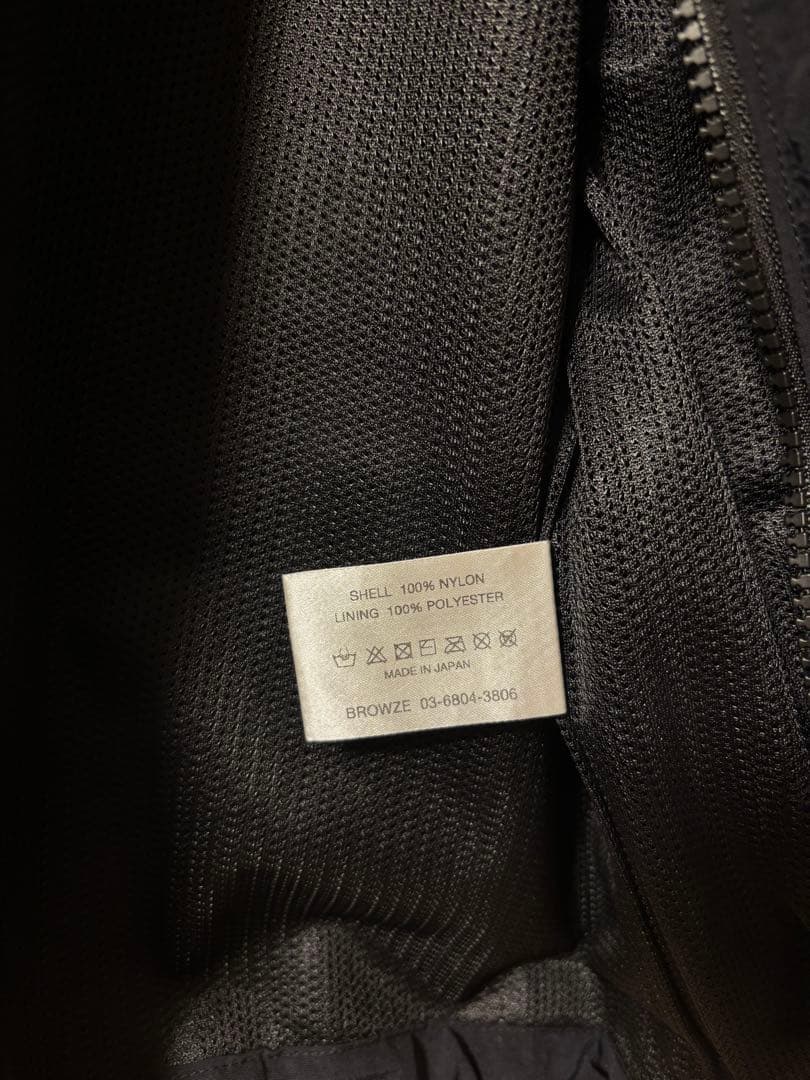 SHELL 100% NYLON
LINING 100% POLYESTER
MADE IN JAPAN
BROWZE 03-6804-3806